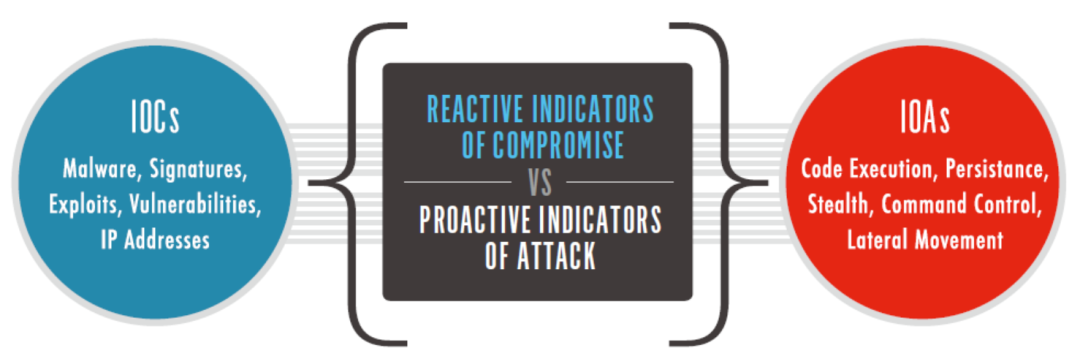 IOCs
Malware, Signatures,
Exploits, Vulnerabilities,
IP Addresses
REACTIVE INDICATORS
OF COMPROMISE
VS
PROACTIVE INDICATORS
OF ATTACK
IOAs
Code Execution, Persistance,
Stealth, Command Control,
Lateral Movement